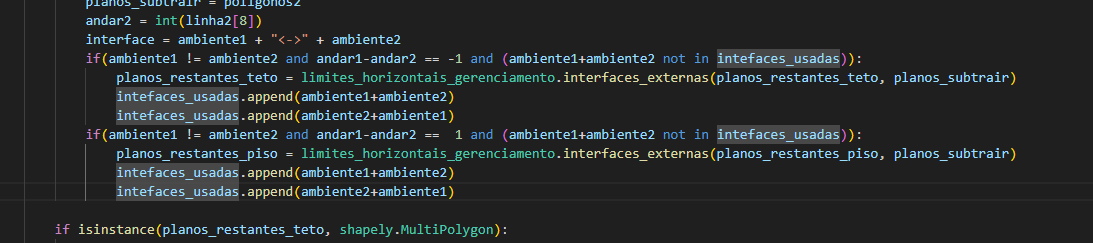 planos_subtrair = poligonos2
andar2 = int(linha2[8])
interface = ambiente1 + "<->" + ambiente2
if(ambiente1 != ambiente2 and andar1-andar2 == -1 and (ambiente1+ambiente2 not in intefaces_usadas)):
planos_restantes_teto = limites_horizontais_gerenciamento.interfaces_externas(planos_restantes_teto, planos_subtrair)
intefaces_usadas.append(ambiente1+ambiente2)
intefaces_usadas.append(ambiente2+ambiente1)
if(ambiente1 != ambiente2 and andar1-andar2 ==  1 and (ambiente1+ambiente2 not in intefaces_usadas)):
planos_restantes_piso = limites_horizontais_gerenciamento.interfaces_externas(planos_restantes_piso, planos_subtrair)
intefaces_usadas.append(ambiente1+ambiente2)
intefaces_usadas.append(ambiente2+ambiente1)
if isinstance(planos_restantes_teto, shapely.MultiPolygon):